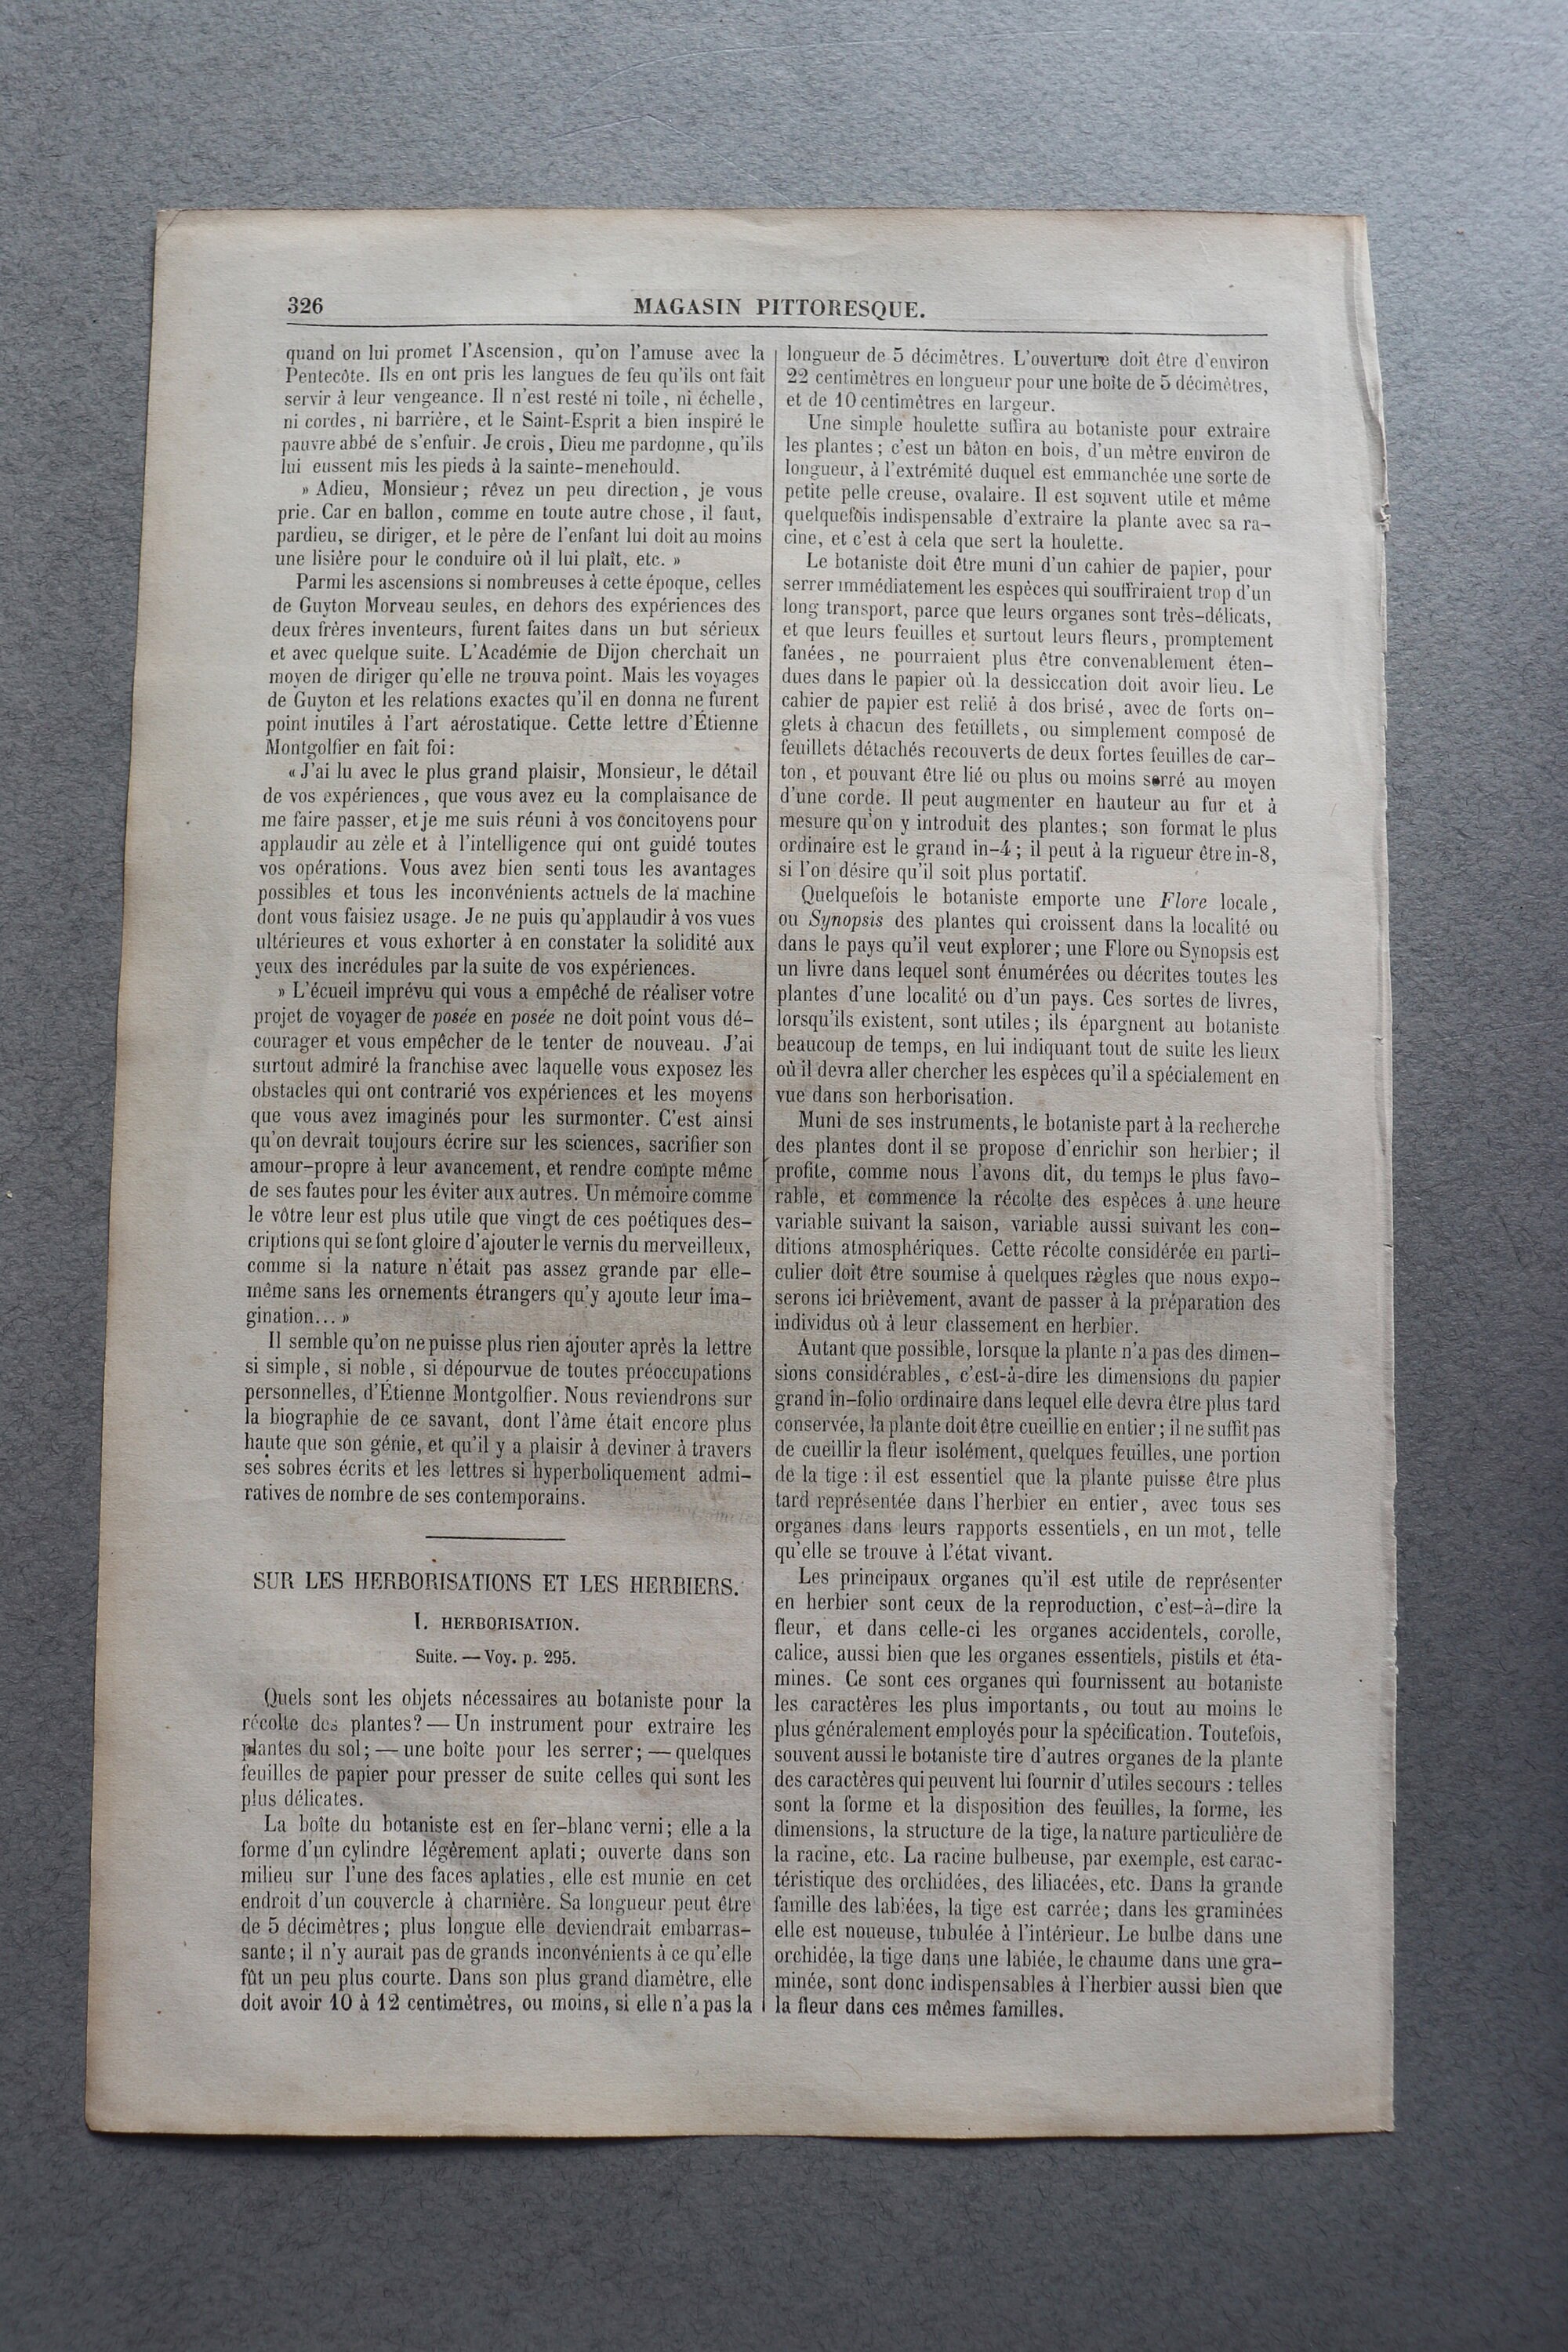 326
MAGASIN PITTORESQUE.
quand on lui promet l'Ascension, qu'on l'amuse avec la
Pentecôte. Ils en ont pris les langues de feu qu'ils ont fait
servir à leur vengeance. Il n'est resté ni toile, ni échelle,
ni cordes, ni barrière, et le Saint-Esprit a bien inspiré le
pauvre abbé de s'enfuir. Je crois, Dieu me pardonne, qu'ils
lui eussent mis les pieds à la sainte-menehould.
» Adieu, Monsieur; rêvez un peu direction, je vous
prie. Car en ballon, comme en toute autre chose, il faut,
pardieu, se diriger, et le père de l'enfant lui doit au moins
une lisière pour le conduire où il lui plaît, etc. »
Parmi les ascensions si nombreuses à cette époque, celles
de Guyton Morveau seules, en dehors des expériences des
deux frères inventeurs, furent faites dans un but sérieux
et avec quelque suite. L'Académie de Dijon cherchait un
moyen de diriger qu'elle ne trouva point. Mais les voyages
de Guyton et les relations exactes qu'il en donna ne furent
point inutiles à l'art aérostatique. Cette lettre d'Étienne
Montgolfier en fait foi:
« J'ai lu avec le plus grand plaisir, Monsieur, le détail
de vos expériences, que vous avez eu la complaisance de
me faire passer, et je me suis réuni à vos concitoyens pour
applaudir au zèle et à l'intelligence qui ont guidé toutes
vos opérations. Vous avez bien senti tous les avantages
possibles et tous les inconvénients actuels de la machine
dont vous faisiez usage. Je ne puis qu'applaudir à vos vues
ultérieures et vous exhorter à en constater la solidité aux
yeux des incrédules par la suite de vos expériences.
» L'écueil imprévu qui vous a empêché de réaliser votre
projet de voyager de posée en posée ne doit point vous dé-
courager et vous empêcher de le tenter de nouveau. J'ai
surtout admiré la franchise avec laquelle vous exposez les
obstacles qui ont contrarié vos expériences et les moyens
que vous avez imaginés pour les surmonter. C'est ainsi
qu'on devrait toujours écrire sur les sciences, sacrifier son
amour-propre à leur avancement, et rendre compte même
de ses fautes pour les éviter aux autres. Un mémoire comme
le vôtre leur est plus utile que vingt de ces poétiques des-
criptions qui se font gloire d'ajouter le vernis du merveilleux,
comme si la nature n'était pas assez grande par elle-
même sans les ornements étrangers qu'y ajoute leur ima-
gination... »
Il semble qu'on ne puisse plus rien ajouter après la lettre
si simple, si noble, si dépourvue de toutes préoccupations
personnelles, d'Étienne Montgolfier. Nous reviendrons sur
la biographie de ce savant, dont l'âme était encore plus
haute que son génie, et qu'il y a plaisir à deviner à travers
ses sobres écrits et les lettres si hyperboliquement admi-
ratives de nombre de ses contemporains.
SUR LES HERBORISATIONS ET LES HERBIERS.
I. HERBORISATION.
Suite. — Voy. p. 295.
Quels sont les objets nécessaires au botaniste pour la
récolte des plantes? — Un instrument pour extraire les
plantes du sol; — une boîte pour les serrer; — quelques
feuilles de papier pour presser de suite celles qui sont les
plus délicates.
La boîte du botaniste est en fer-blanc verni; elle a la
forme d'un cylindre légèrement aplati; ouverte dans son
milieu sur l'une des faces aplaties, elle est munie en cet
endroit d'un couvercle à charnière. Sa longueur peut être
de 5 décimètres; plus longue elle deviendrait embarras-
sante; il n'y aurait pas de grands inconvénients à ce qu'elle
fût un peu plus courte. Dans son plus grand diamètre, elle
doit avoir 10 à 12 centimètres, ou moins, si elle n'a pas la
longueur de 5 décimètres. L'ouverture doit être d'environ
22 centimètres en longueur pour une boîte de 5 décimètres,
et de 10 centimètres en largeur.
Une simple houlette suffira au botaniste pour extraire
les plantes; c'est un bâton en bois, d'un mètre environ de
longueur, à l'extrémité duquel est emmanchée une sorte de
petite pelle creuse, ovalaire. Il est souvent utile et même
quelquefois indispensable d'extraire la plante avec sa ra-
cine, et c'est à cela que sert la houlette.
Le botaniste doit être muni d'un cahier de papier, pour
serrer immédiatement les espèces qui souffriraient trop d'un
long transport, parce que leurs organes sont très-délicats,
et que leurs feuilles et surtout leurs fleurs, promptement
fanées, ne pourraient plus être convenablement éten-
dues dans le papier où la dessiccation doit avoir lieu. Le
cahier de papier est relié à dos brisé, avec de forts on-
glets à chacun des feuillets, ou simplement composé de
feuillets détachés recouverts de deux fortes feuilles de car-
ton, et pouvant être lié ou plus ou moins serré au moyen
d'une corde. Il peut augmenter en hauteur au fur et à
mesure qu'on y introduit des plantes; son format le plus
ordinaire est le grand in-4; il peut à la rigueur être in-8,
si l'on désire qu'il soit plus portatif.
Quelquefois le botaniste emporte une Flore locale,
ou Synopsis des plantes qui croissent dans la localité ou
dans le pays qu'il veut explorer; une Flore ou Synopsis est
un livre dans lequel sont énumérées ou décrites toutes les
plantes d'une localité ou d'un pays. Ces sortes de livres,
lorsqu'ils existent, sont utiles; ils épargnent au botaniste
beaucoup de temps, en lui indiquant tout de suite les lieux
où il devra aller chercher les espèces qu'il a spécialement en
vue dans son herborisation.
Muni de ses instruments, le botaniste part à la recherche
des plantes dont il se propose d'enrichir son herbier; il
profite, comme nous l'avons dit, du temps le plus favo-
rable, et commence la récolte des espèces à une heure
variable suivant la saison, variable aussi suivant les con-
ditions atmosphériques. Cette récolte considérée en parti-
culier doit être soumise à quelques règles que nous expo-
serons ici brièvement, avant de passer à la préparation des
individus où à leur classement en herbier.
Autant que possible, lorsque la plante n'a pas des dimen-
sions considérables, c'est-à-dire les dimensions du papier
grand in-folio ordinaire dans lequel elle devra être plus tard
conservée, la plante doit être cueillie en entier; il ne suffit pas
de cueillir la fleur isolément, quelques feuilles, une portion
de la tige : il est essentiel que la plante puisse être plus
tard représentée dans l'herbier en entier, avec tous ses
organes dans leurs rapports essentiels, en un mot, telle
qu'elle se trouve à l'état vivant.
Les principaux organes qu'il est utile de représenter
en herbier sont ceux de la reproduction, c'est-à-dire la
fleur, et dans celle-ci les organes accidentels, corolle,
calice, aussi bien que les organes essentiels, pistils et éta-
mines. Ce sont ces organes qui fournissent au botaniste
les caractères les plus importants, ou tout au moins le
plus généralement employés pour la spécification. Toutefois,
souvent aussi le botaniste tire d'autres organes de la plante
des caractères qui peuvent lui fournir d'utiles secours : telles
sont la forme et la disposition des feuilles, la forme, les
dimensions, la structure de la tige, la nature particulière de
la racine, etc. La racine bulbeuse, par exemple, est carac-
téristique des orchidées, des liliacées, etc. Dans la grande
famille des labiées, la tige est carrée; dans les graminées
elle est noueuse, tubulée à l'intérieur. Le bulbe dans une
orchidée, la tige dans une labiée, le chaume dans une gra-
minée, sont donc indispensables à l'herbier aussi bien que
la fleur dans ces mêmes familles.